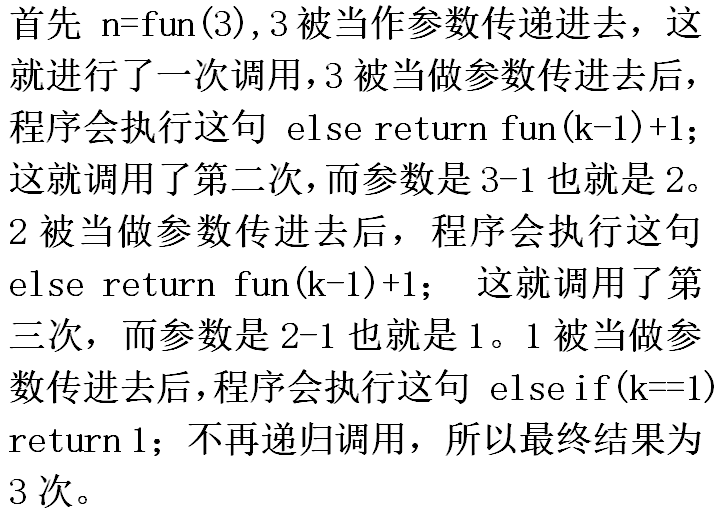 首先 n=fun(3),3被当作参数传递进去，这
就进行了一次调用,3 被当做参数传进去后，
程序会执行这句 else return fun(k-1)+1;
这就调用了第二次,而参数是 3-1 也就是 2。
2 被当做参数传进去后，程序会执行这句
else return fun(k-1)+1; 这就调用了第
三次，而参数是 2-1 也就是 1。1 被当做参
数传进去后,程序会执行这句 else if(k==1)
return 1; 不再递归调用，所以最终结果为
3 次。